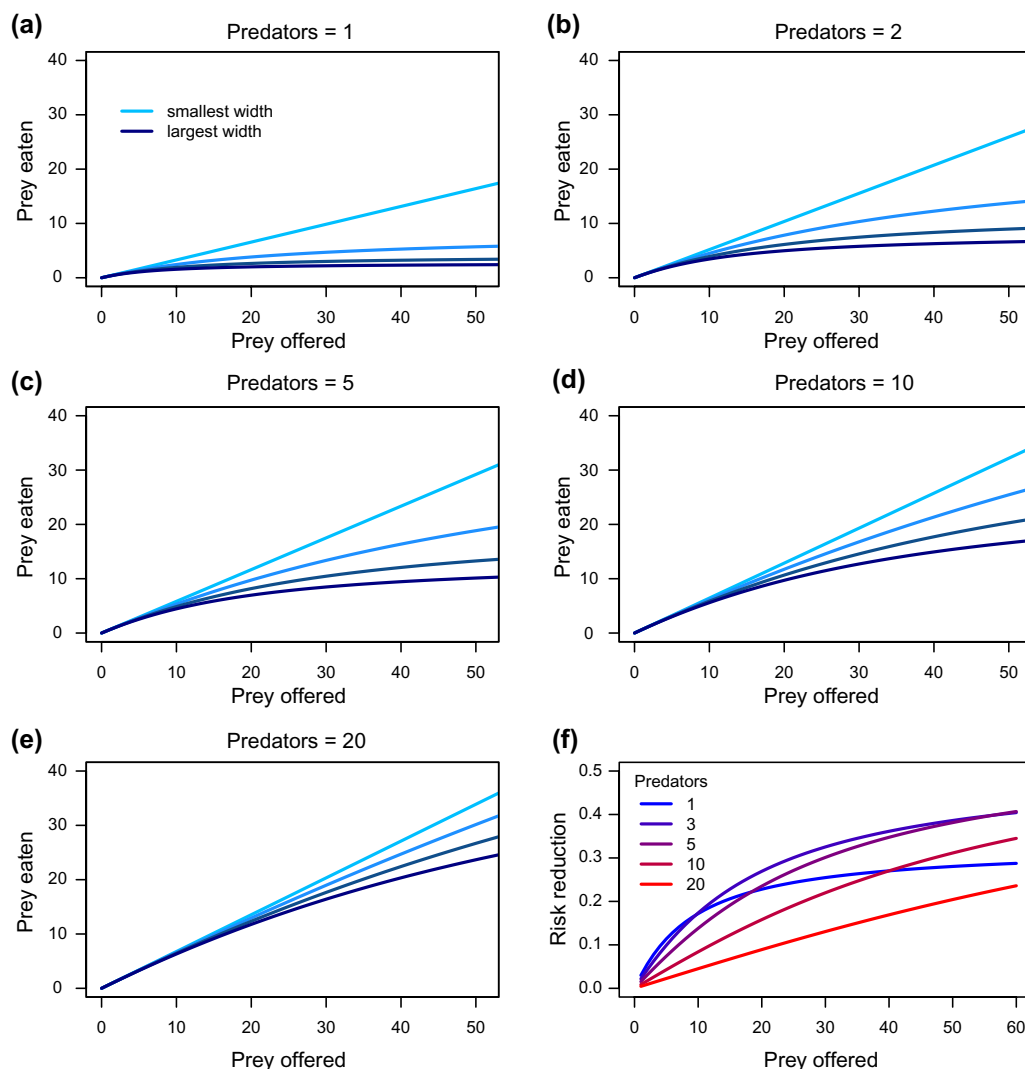 (a)
Predators = 1
40
30
20
10
0
Prey eaten
smallest width
largest width
0 10 20 30 40 50
Prey offered
(b)
Predators = 2
40
30
20
10
0
Prey eaten
0 10 20 30 40 50
Prey offered
(c)
Predators = 5
40
30
20
10
0
Prey eaten
0 10 20 30 40 50
Prey offered
(d)
Predators = 10
40
30
20
10
0
Prey eaten
0 10 20 30 40 50
Prey offered
(e)
Predators = 20
40
30
20
10
0
Prey eaten
0 10 20 30 40 50
Prey offered
(f)
0.5
0.4
0.3
0.2
0.1
0.0
Risk reduction
Predators
1
3
5
10
20
0 10 20 30 40 50 60
Prey offered